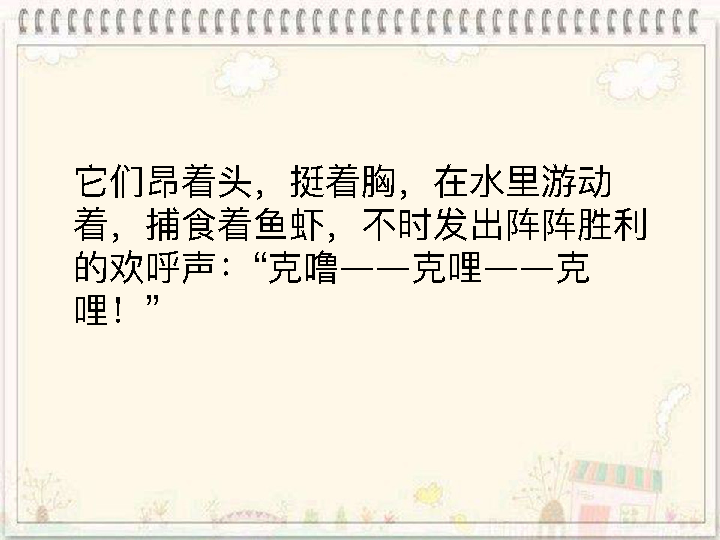 它们昂着头，挺着胸，在水里游动
着，捕食着鱼虾，不时发出阵阵胜利
的欢呼声：“克噜——克哩——克
哩！”